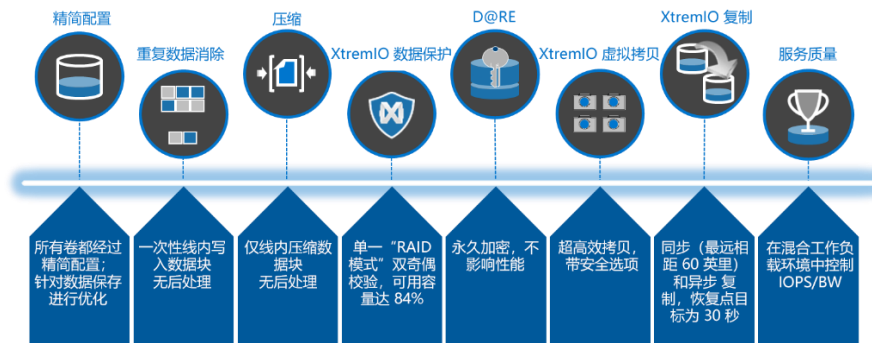 精简配置
重复数据消除
压缩
XtremIO 数据保护
D@RE
XtremIO 虚拟拷贝
XtremIO 复制
服务质量
所有卷都经过
精简配置；
针对数据保存
进行优化
一次性线内写
入数据块
无后处理
仅线内压缩数
据块
无后处理
单一“RAID
模式”双奇偶
校验，可用容
量达 84%
永久加密，不
影响性能
超高效拷贝，
带安全选项
同步（最远相
距 60 英里）
和异步 复
制，恢复点目
标为 30 秒
在混合工作负
载环境中控制
IOPS/BW